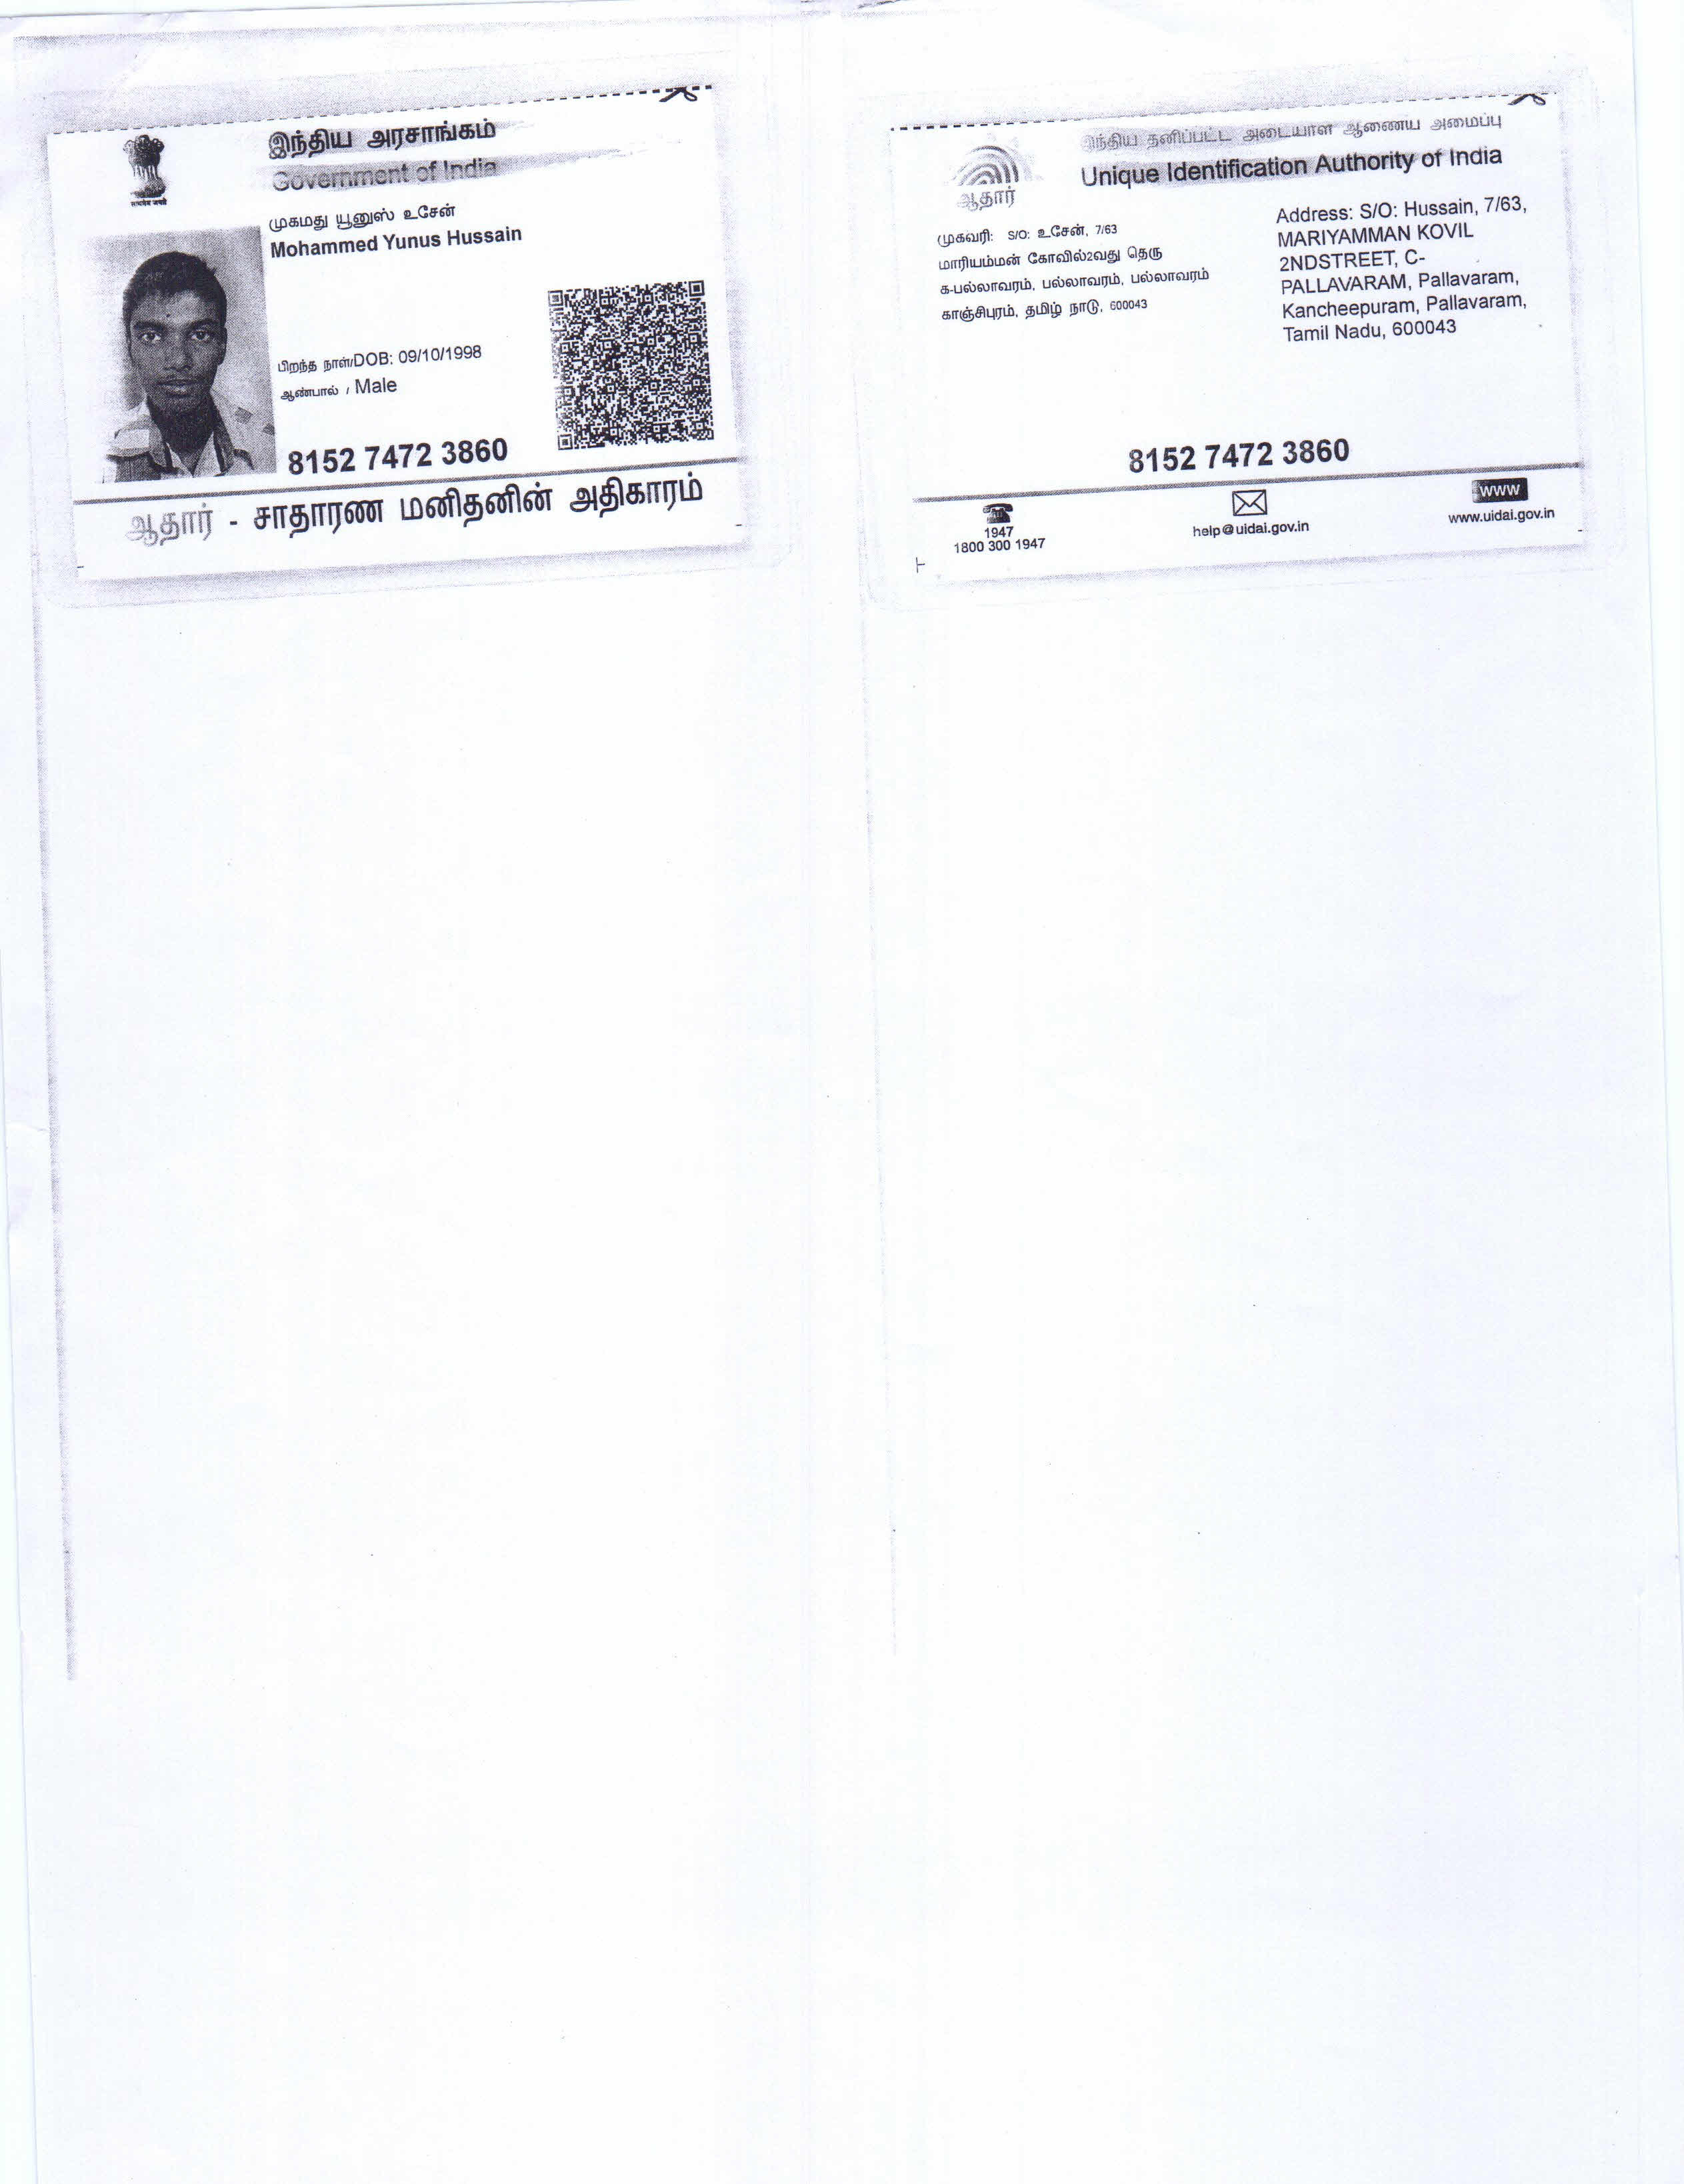 இந்திய அரசாங்கம்
Government of India
முகமது யூனுஸ் உசேன்
Mohammed Yunus Hussain
பிறந்த நாள்/DOB: 09/10/1998
ஆண்பால் / Male
8152 7472 3860
ஆதார் - சாதாரண மனிதனின் அதிகாரம்
இந்திய தனிப்பட்ட அடையாள ஆணைய அமைப்பு
Unique Identification Authority of India
ஆதார்
முகவரி: S/O: உசேன், 7/63
மாரியம்மன் கோவில்2வது தெரு
க-பல்லாவரம், பல்லாவரம், பல்லாவரம்
காஞ்சிபுரம், தமிழ் நாடு, 600043
Address: S/O: Hussain, 7/63,
MARIYAMMAN KOVIL
2NDSTREET, C-
PALLAVARAM, Pallavaram,
Kancheepuram, Pallavaram,
Tamil Nadu, 600043
8152 7472 3860
1947
1800 300 1947
help@uidai.gov.in
www
www.uidai.gov.in